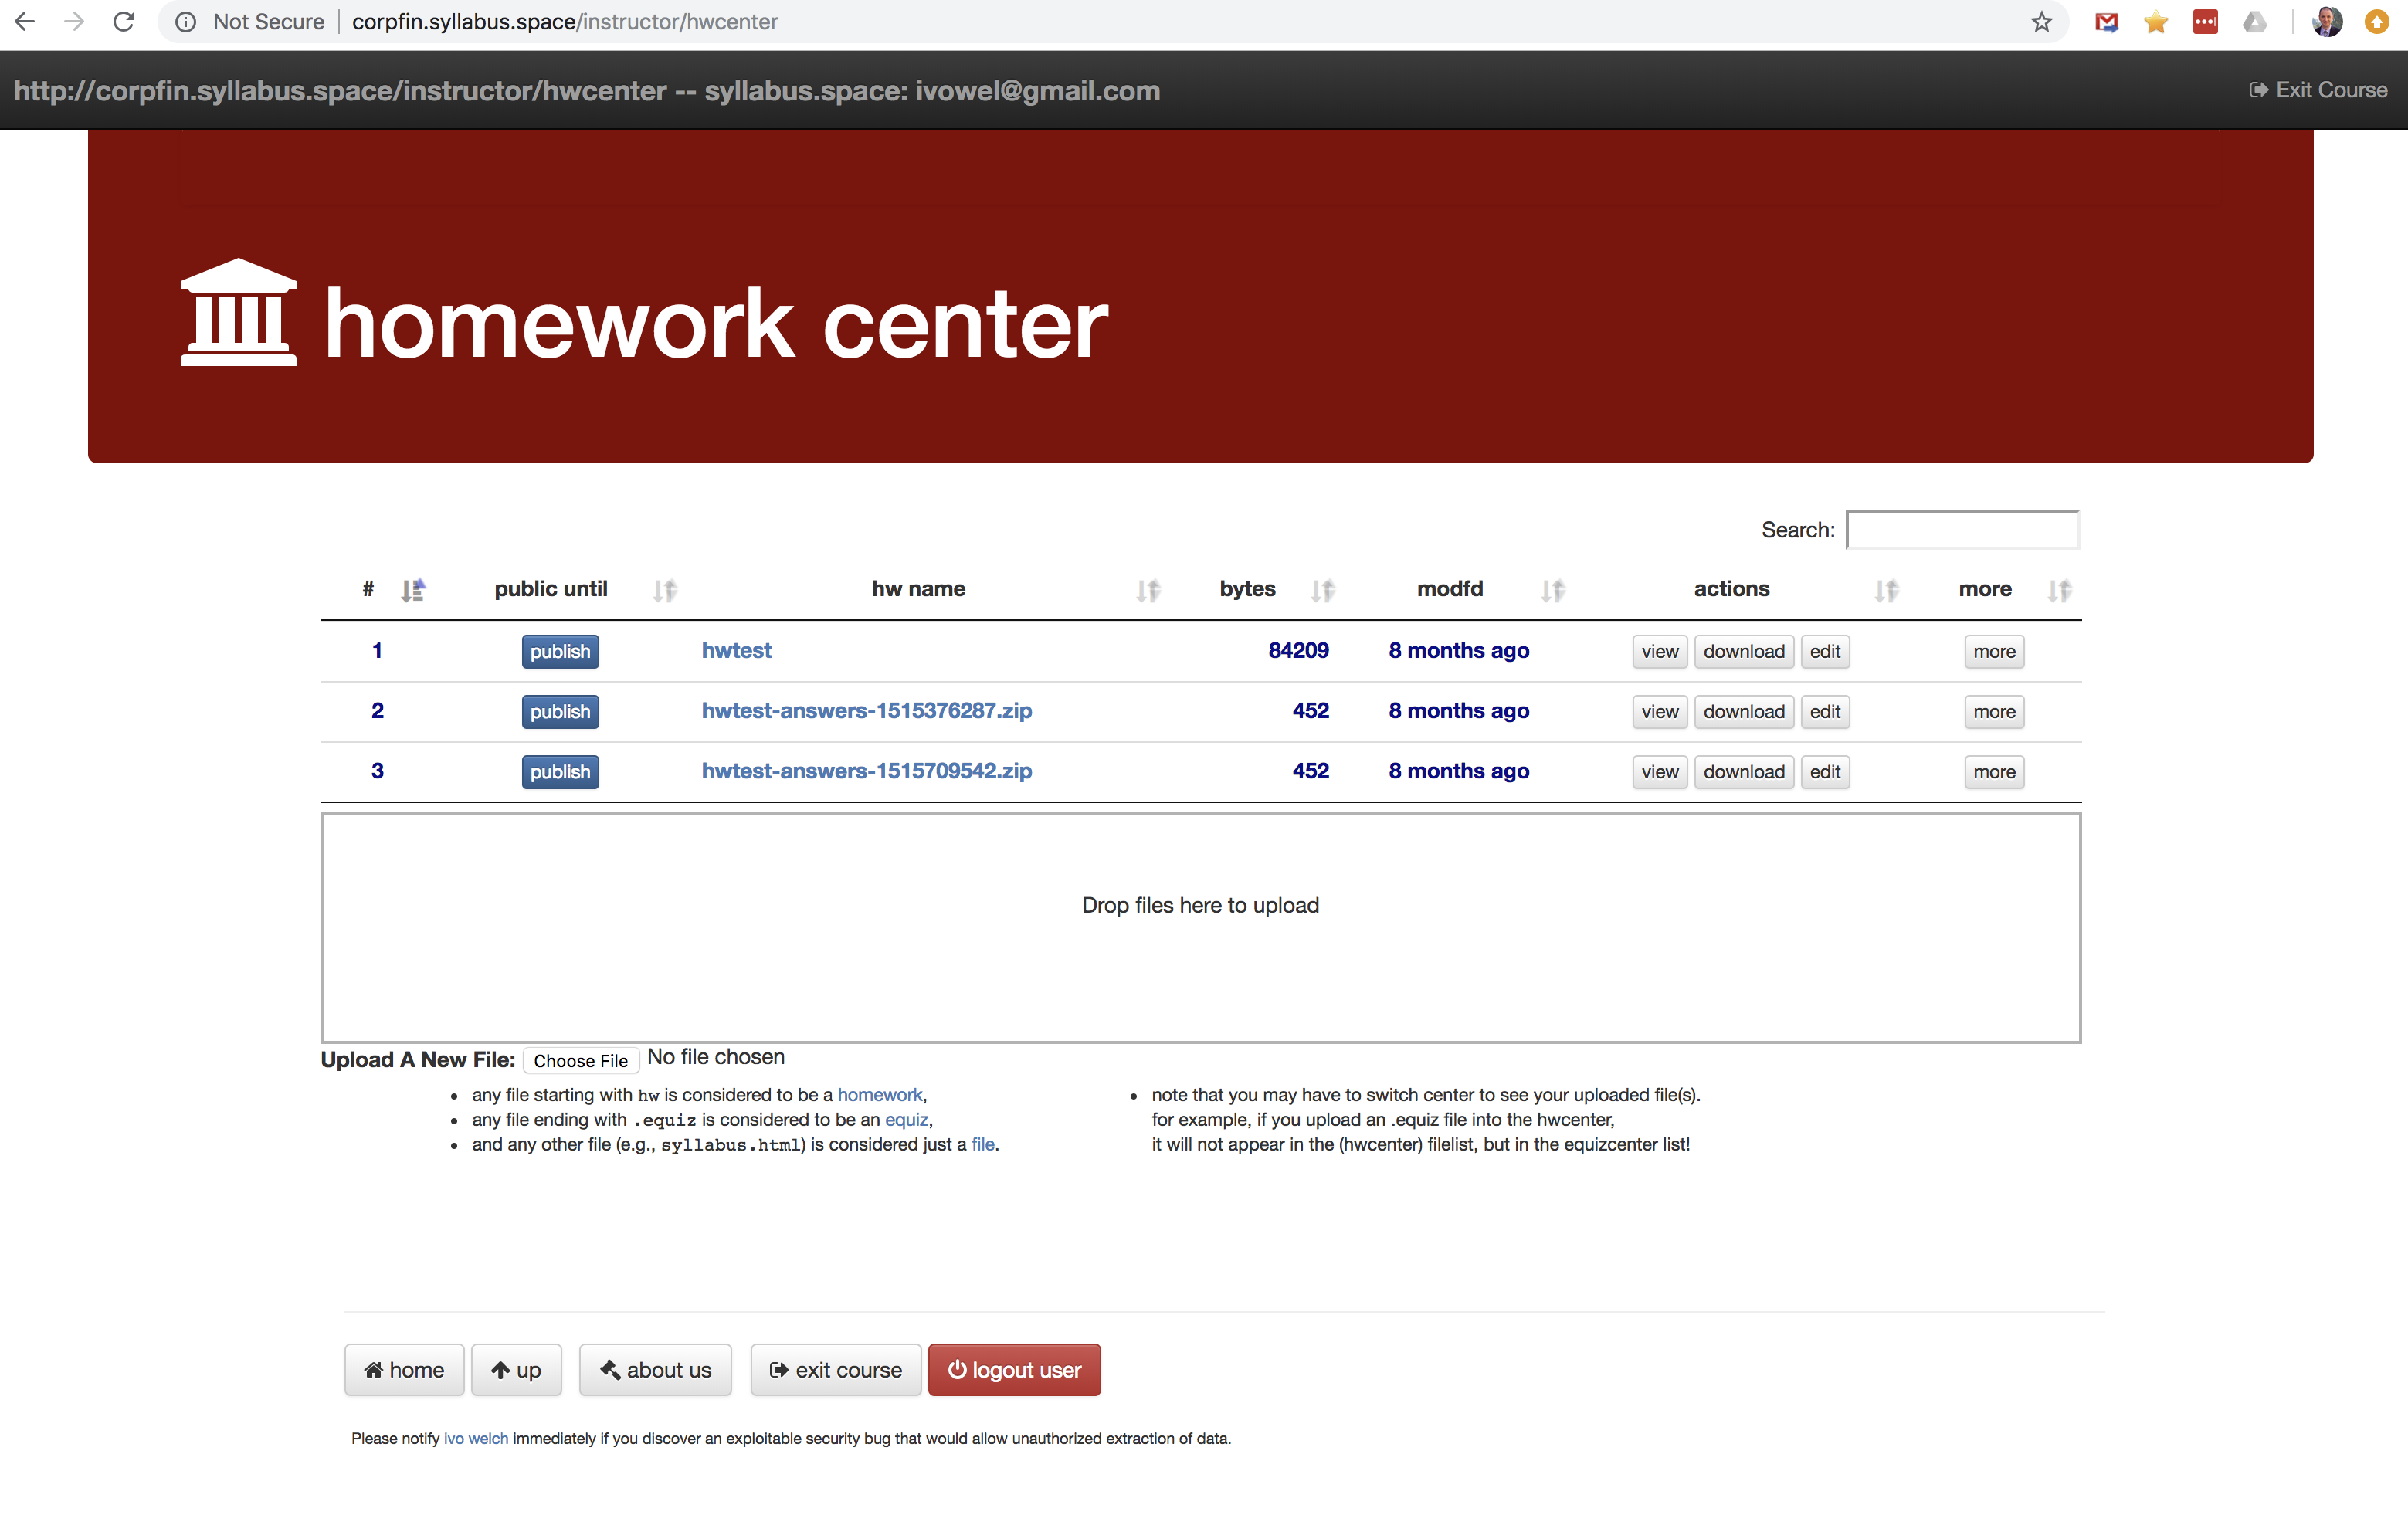 Not Secure | corpfin.syllabus.space/instructor/hwcenter
http://corpfin.syllabus.space/instructor/hwcenter -- syllabus.space: ivowel@gmail.com Exit Course
homework center
Search:
# public until hw name bytes modfd actions more
1 publish hwtest 84209 8 months ago view download edit more
2 publish hwtest-answers-1515376287.zip 452 8 months ago view download edit more
3 publish hwtest-answers-1515709542.zip 452 8 months ago view download edit more
Drop files here to upload
Upload A New File: Choose File No file chosen
• any file starting with hw is considered to be a homework,
• any file ending with .equiz is considered to be an equiz,
• and any other file (e.g., syllabus.html) is considered just a file.
• note that you may have to switch center to see your uploaded file(s).
for example, if you upload an .equiz file into the hwcenter,
it will not appear in the (hwcenter) filelist, but in the equizcenter list!
home up about us exit course logout user
Please notify ivo welch immediately if you discover an exploitable security bug that would allow unauthorized extraction of data.